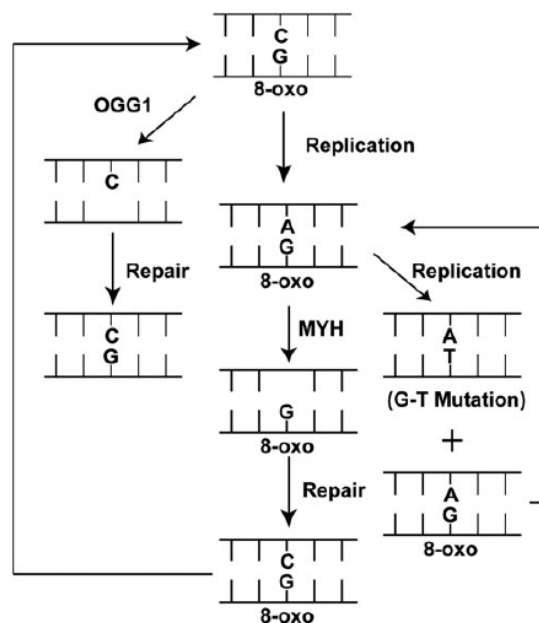 C
G
8-oxo
OGG1
Replication
C
A
G
8-oxo
Repair
Replication
C
G
MYH
A
T
(G-T Mutation)
G
8-oxo
+
Repair
A
G
8-oxo
C
G
8-oxo